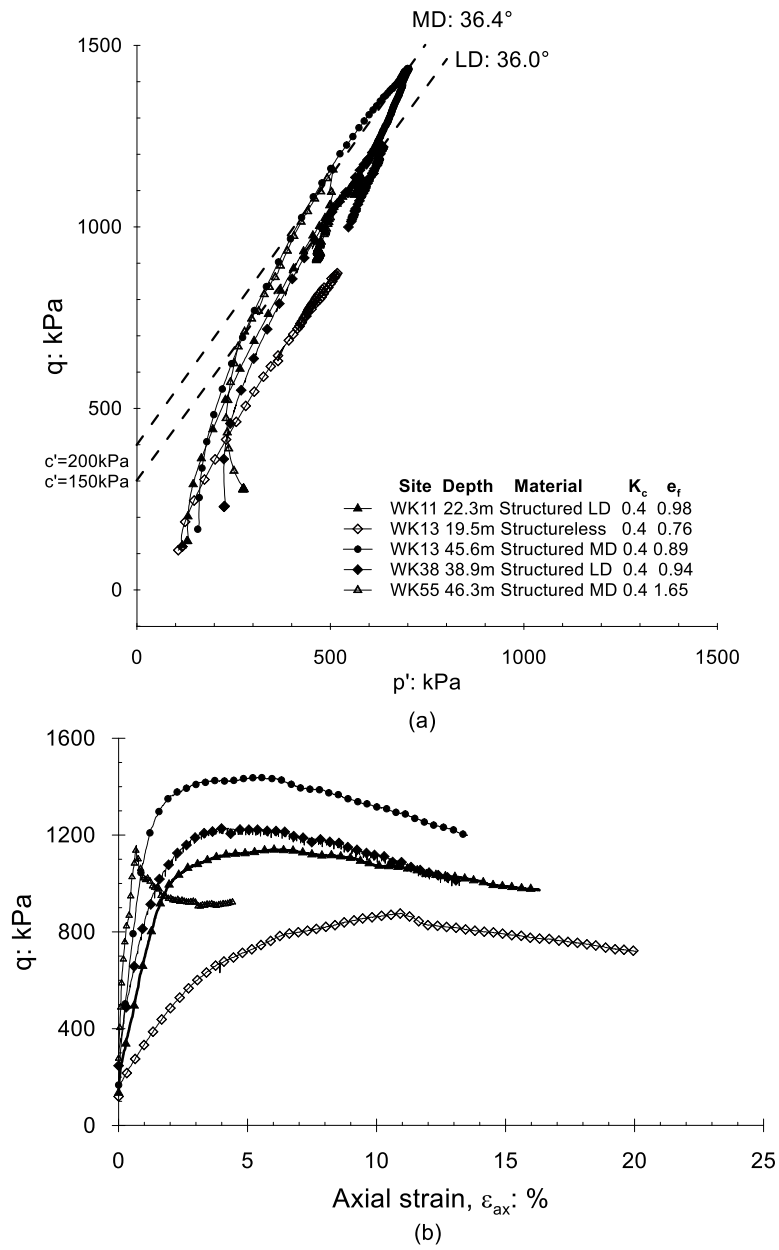 MD: 36.4°
LD: 36.0°
1500
1000
500
0
q: kPa
c'=200kPa
c'=150kPa
Site Depth Material Kc ef
WK11 22.3m Structured LD 0.4 0.98
WK13 19.5m Structureless 0.4 0.76
WK13 45.6m Structured MD 0.4 0.89
WK38 38.9m Structured LD 0.4 0.94
WK55 46.3m Structured MD 0.4 1.65
0 500 1000 1500
p': kPa
(a)
1600
1200
800
400
0
q: kPa
0 5 10 15 20 25
Axial strain, εax: %
(b)